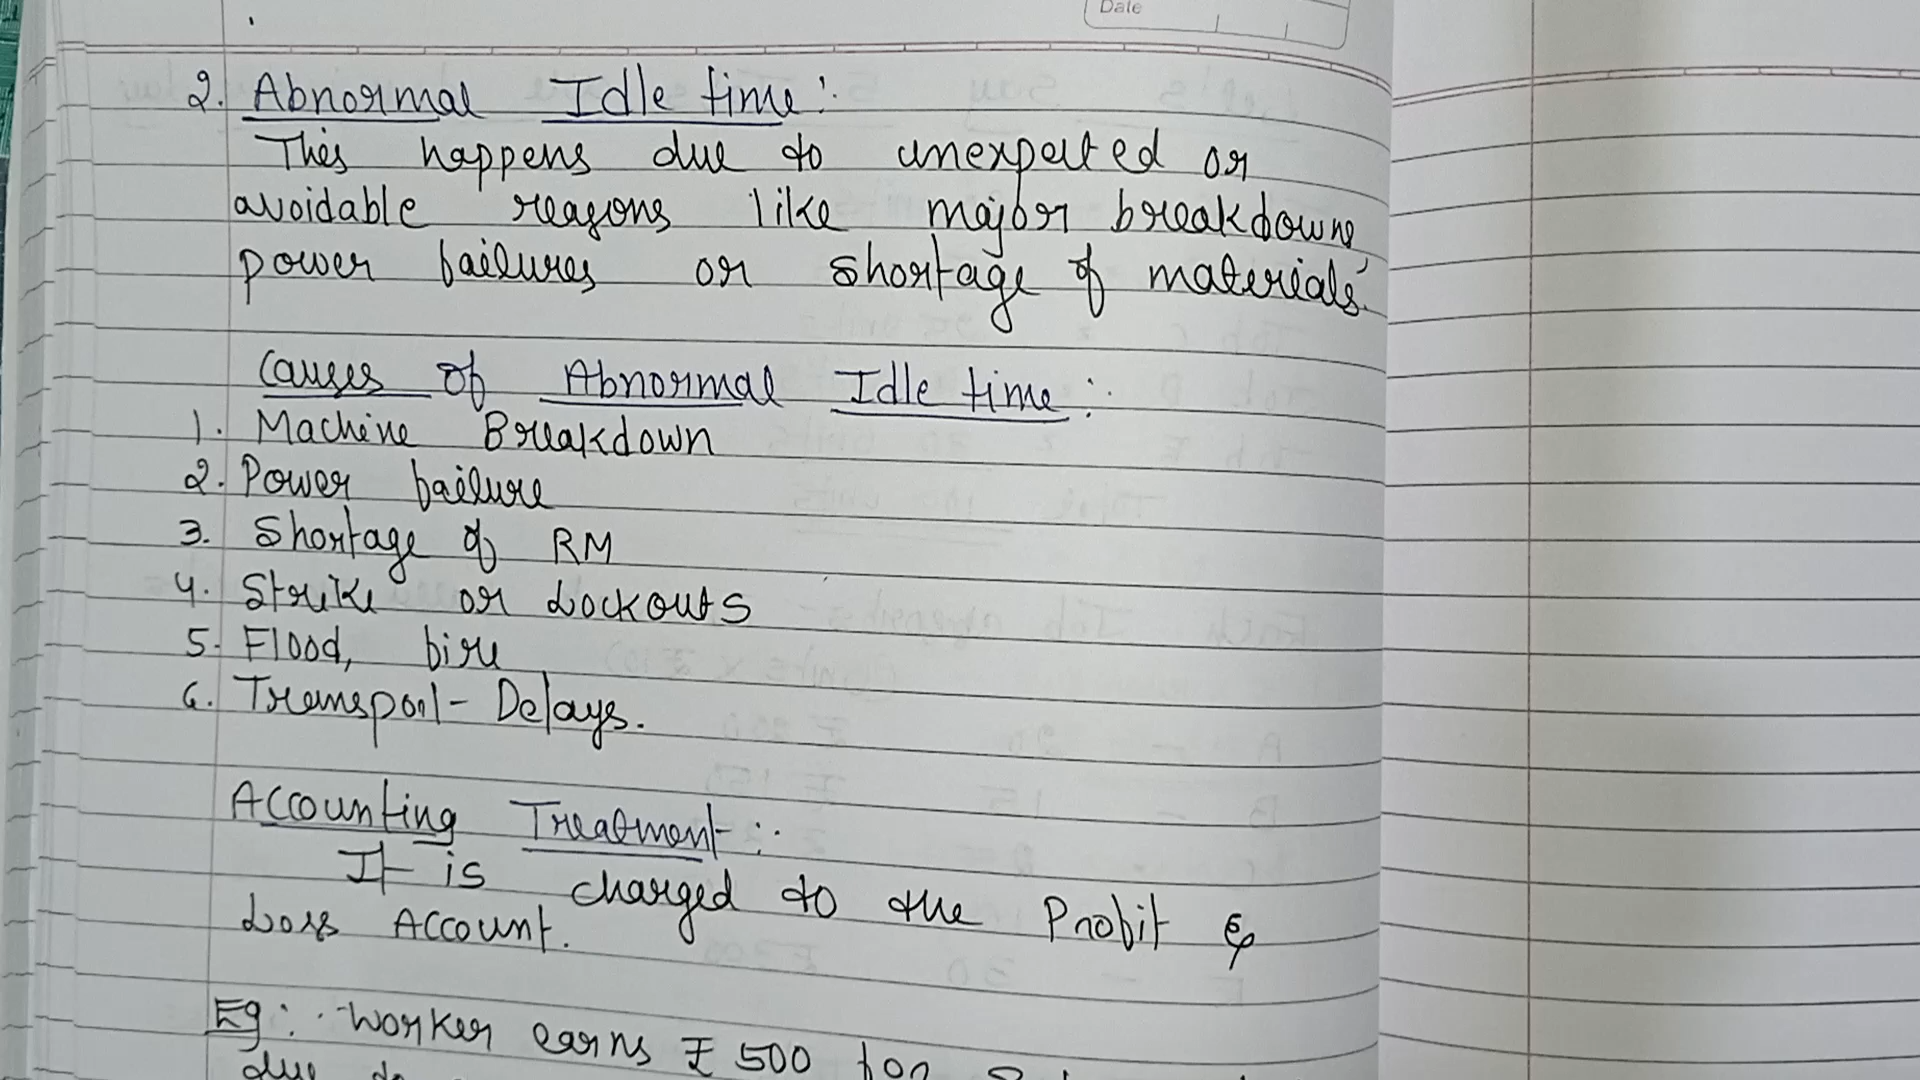 Date
2. Abnormal Idle time:
This happens due to unexpected or
avoidable reasons like major breakdowns
power failures or shortage of materials.
Causes of Abnormal Idle time:
1. Machine Breakdown
2. Power failure
3. Shortage of RM
4. Strike or Lockouts
5. Flood, fire
6. Transport Delays.
Accounting Treatment:
It is charged to the Profit &
Loss Account.
Eg: Worker earns ₹ 500 for
due